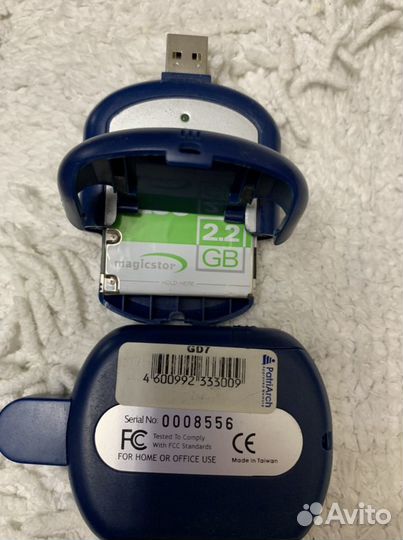 2.2
GB
magicstor
HOLD HERE
GD7
4 600992 333009
PatriArch
Serial No: 0008556
FC
Tested To Comply
With FCC Standards
CE
FOR HOME OR OFFICE USE
Made In Taiwan
Avito